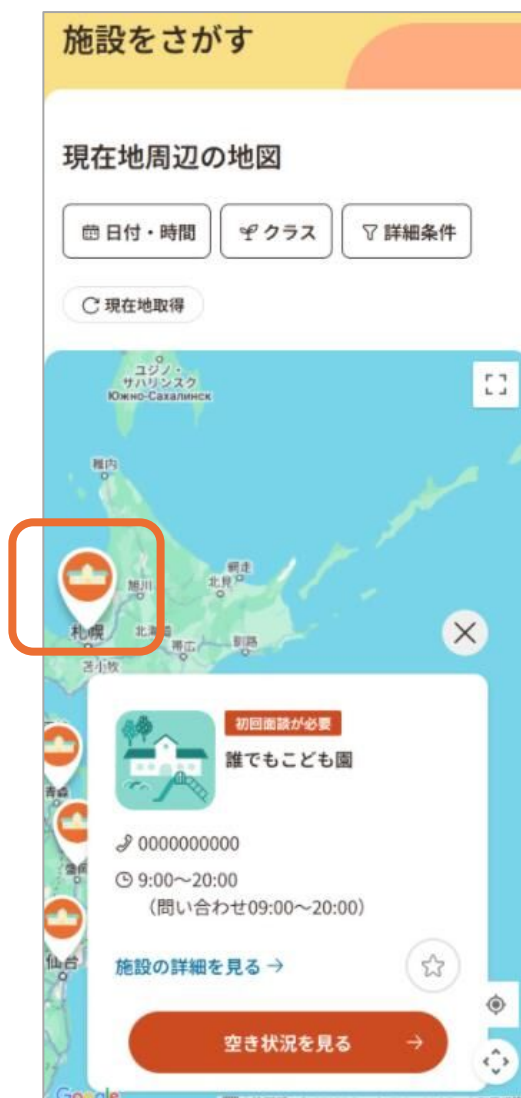 施設をさがす
現在地周辺の地図
日付・時間
クラス
詳細条件
現在地取得
ユジノ・
サハリンスク
Южно-Сахалинск
稚内
旭川
網走
北見
札幌
北海道
帯広
釧路
苫小牧
初回面談が必要
誰でもこども園
0000000000
9:00～20:00
（問い合わせ09:00～20:00）
青森
盛岡
仙台
施設の詳細を見る →
空き状況を見る →
Google